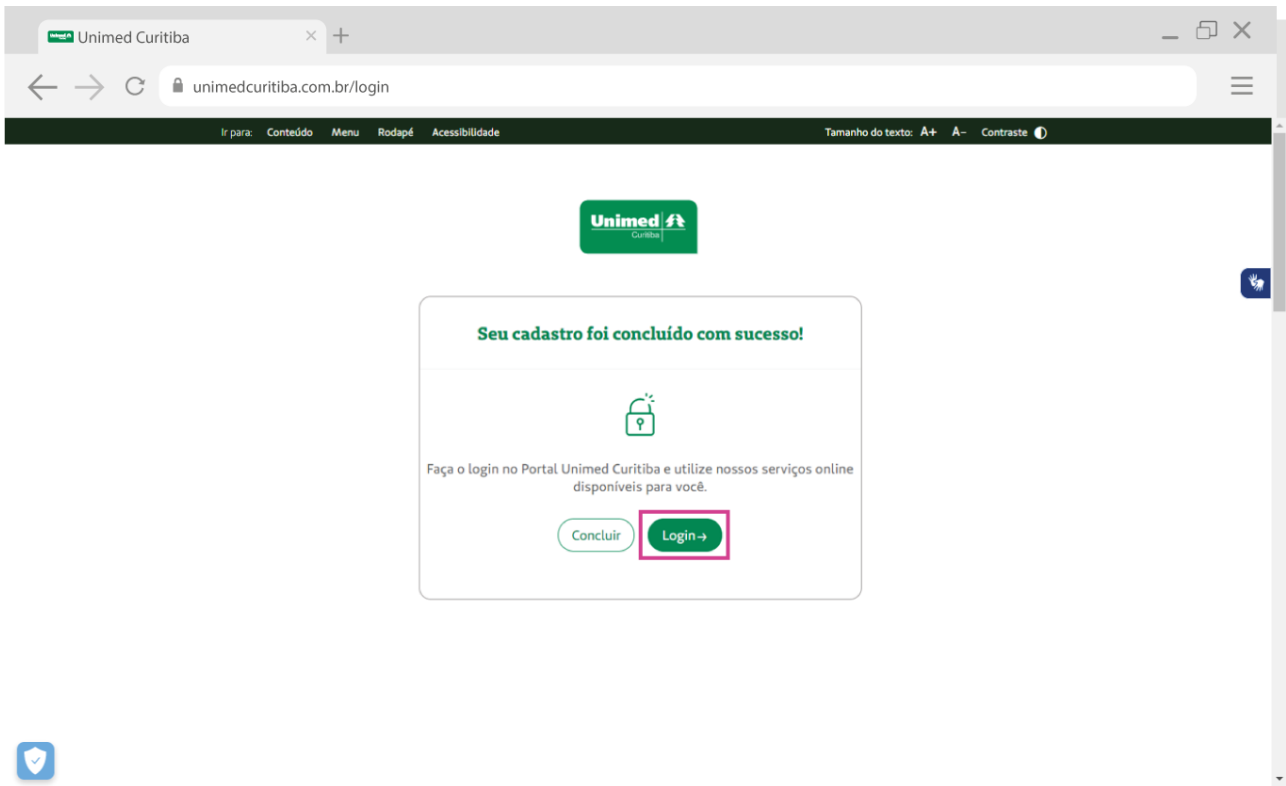 Unimed Curitiba
unimedcuritiba.com.br/login
Ir para: Conteúdo Menu Rodapé Acessibilidade Tamanho do texto: A+ A- Contraste
Unimed
Curitiba
Seu cadastro foi concluído com sucesso!
Faça o login no Portal Unimed Curitiba e utilize nossos serviços online
disponíveis para você.
Concluir Login→